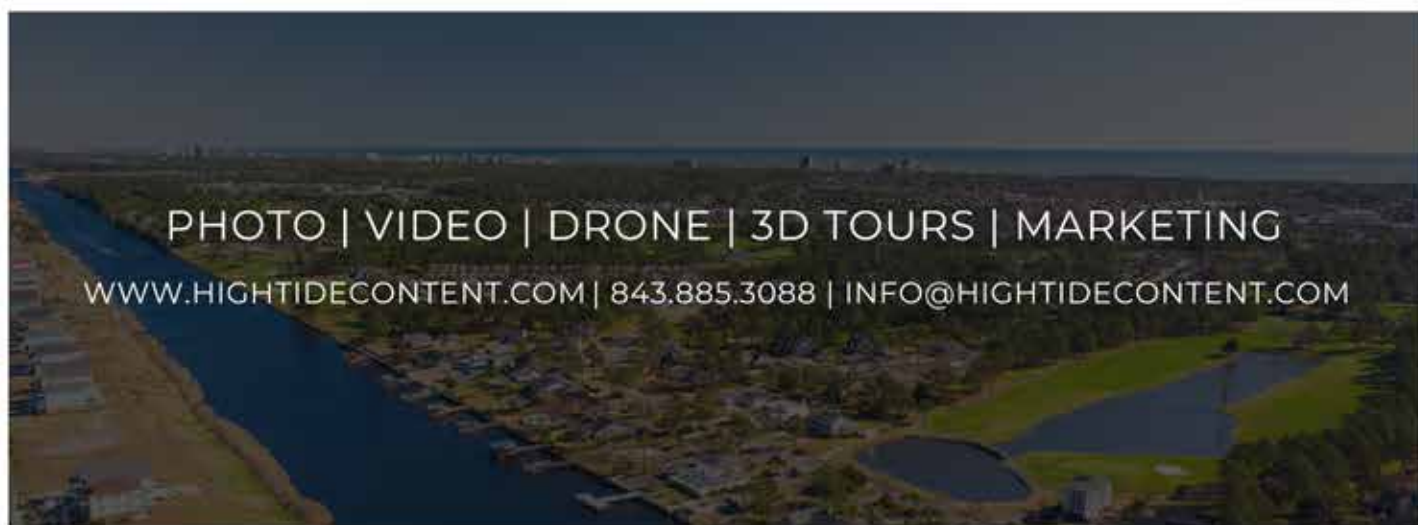 PHOTO | VIDEO | DRONE | 3D TOURS | MARKETING
WWW.HIGHTIDECONTENT.COM | 843.885.3088 | INFO@HIGHTIDECONTENT.COM